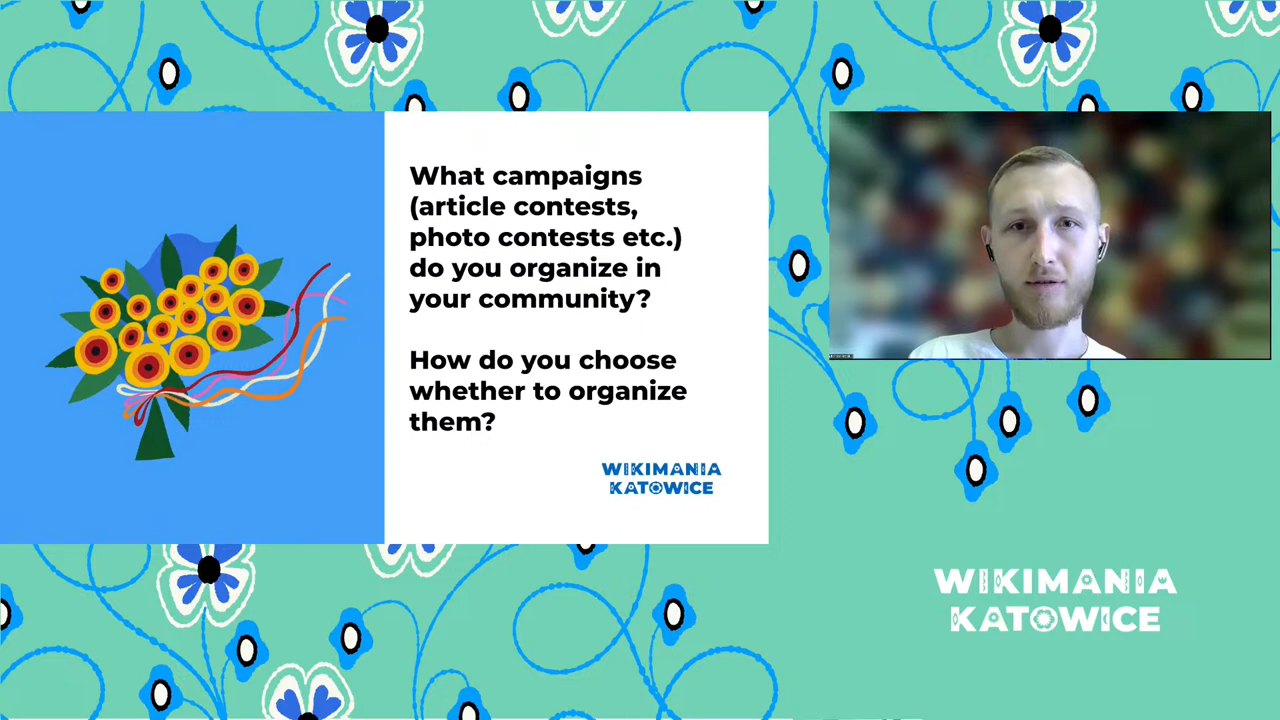 What campaigns
(article contests,
photo contests etc.)
do you organize in
your community?
How do you choose
whether to organize
them?
WIKIMANIA
KATOWICE
WIKIMANIA
KATOWICE